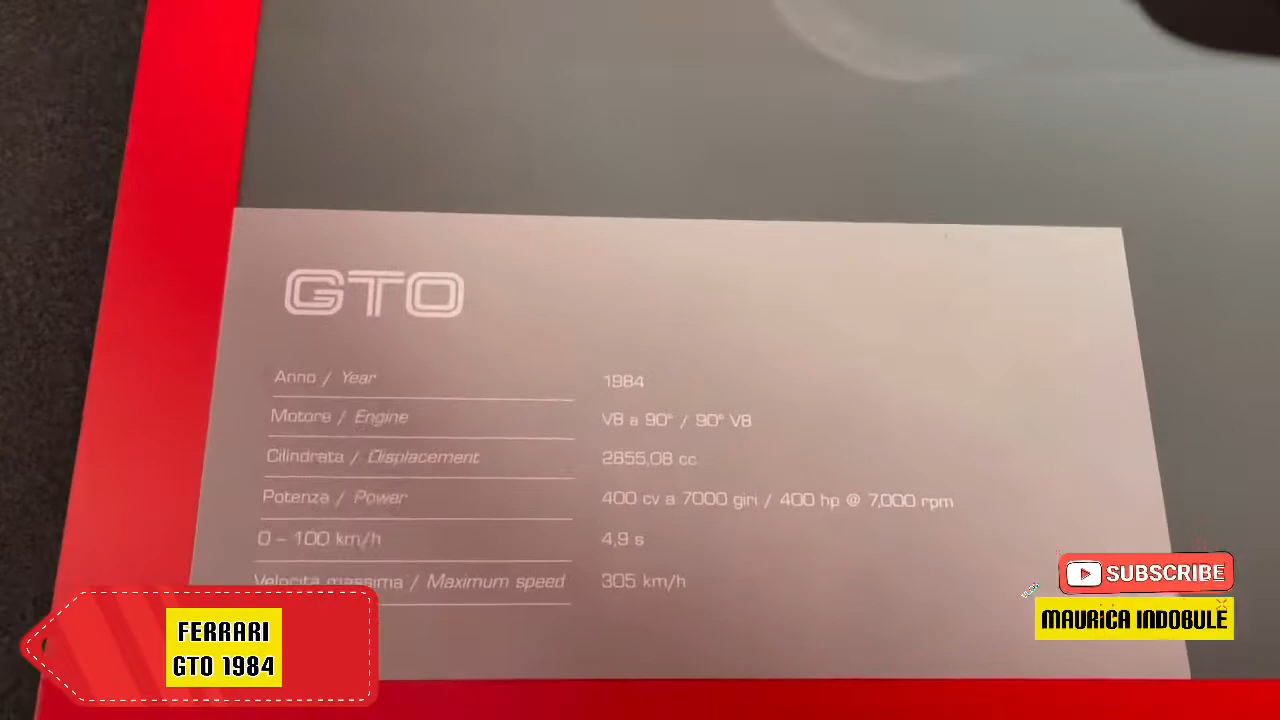 GTO
Anno / Year 1984
Motore / Engine V8 a 90° / 90° V8
Cilindrata / Displacement 2855,08 cc
Potenza / Power 400 cv a 7000 giri / 400 hp @ 7,000 rpm
0 – 100 km/h 4,9 s
Velocità massima / Maximum speed 305 km/h
FERRARI
GTO 1984
SUBSCRIBE
MAURICA INDOBULE